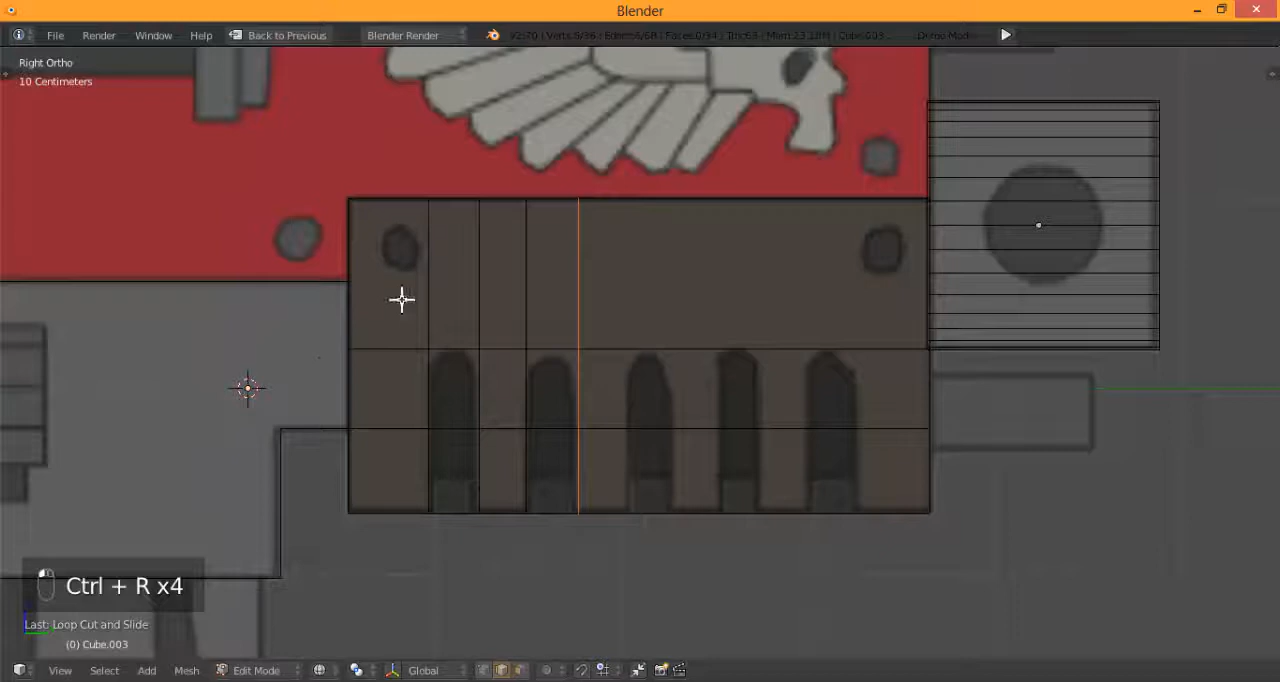 Blender
File Render Window Help Back to Previous Blender Render
Right Ortho
10 Centimeters
Ctrl + R x4
Last: Loop Cut and Slide
(0) Cube.003
View Select Add Mesh Edit Mode Global